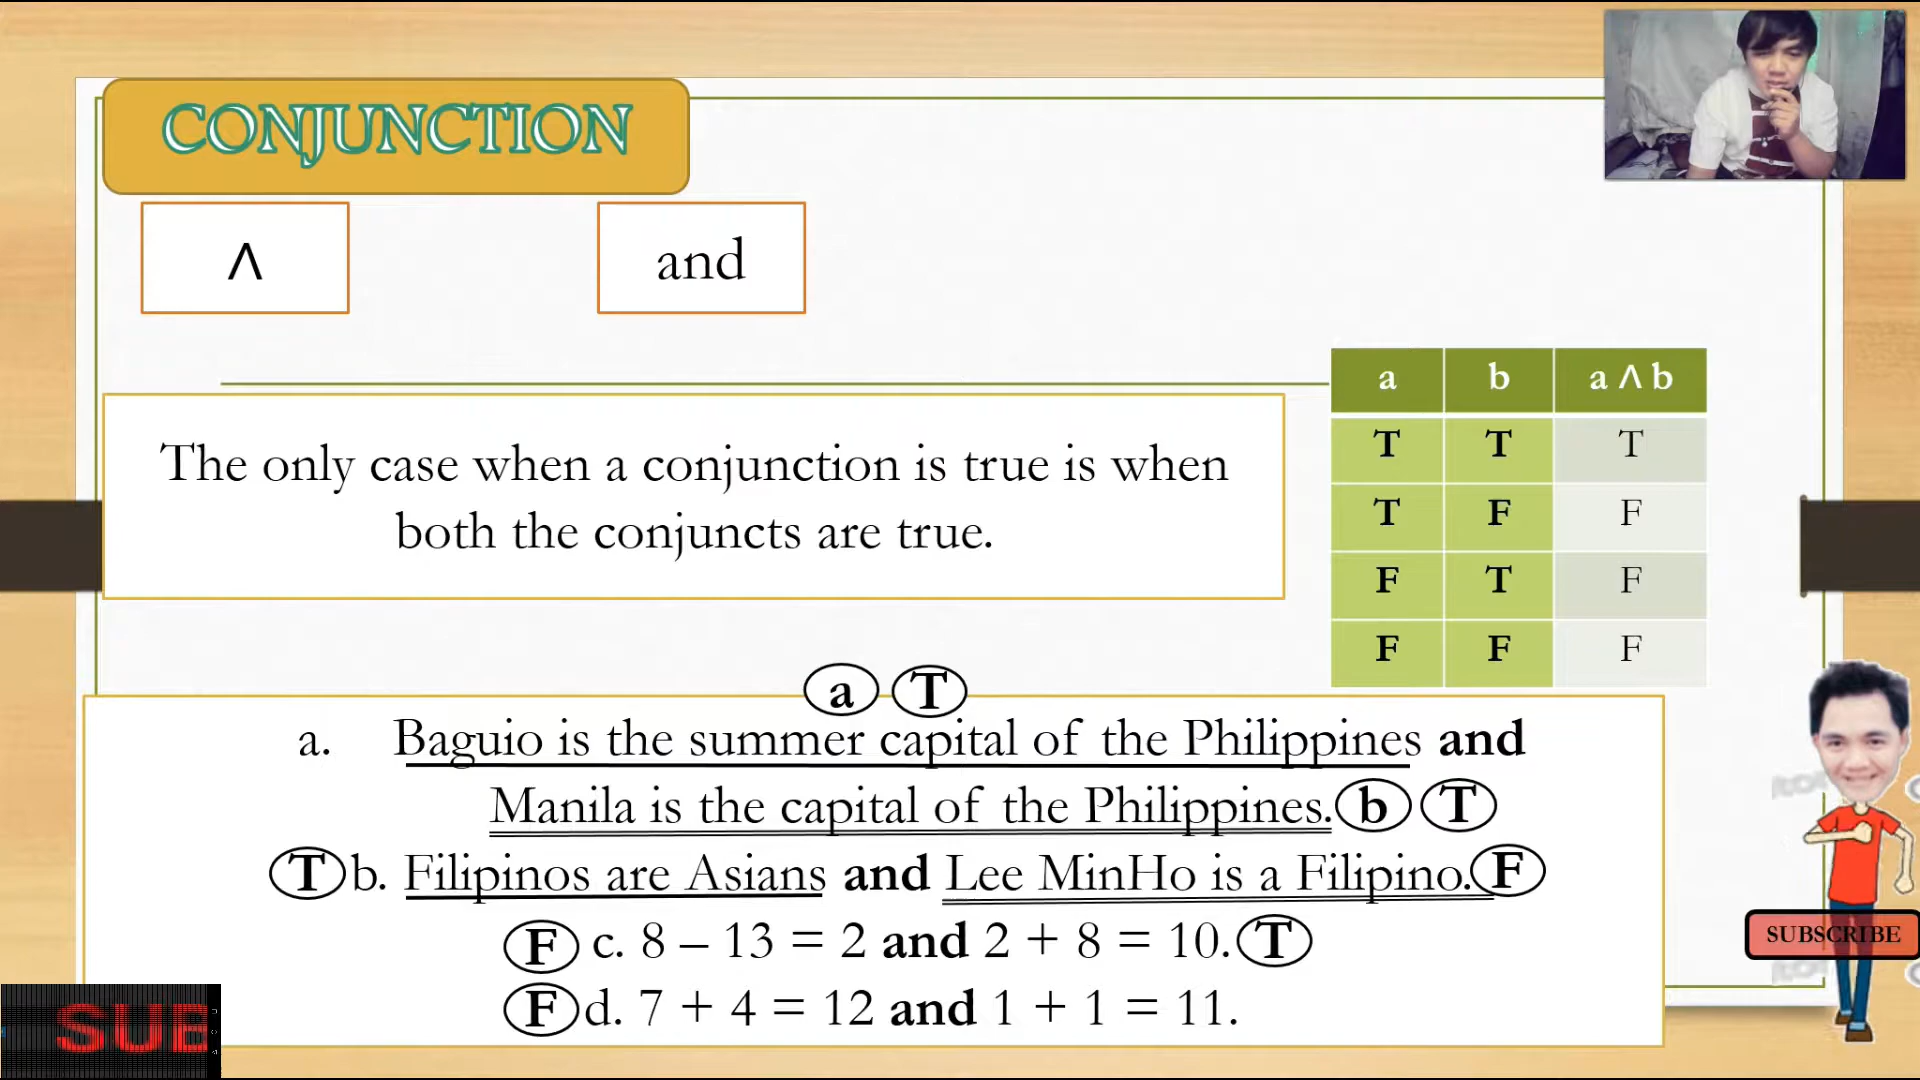 CONJUNCTION
Λ
and
a b a Λ b
T T T
T F F
F T F
F F F
The only case when a conjunction is true is when
both the conjuncts are true.
a T
a. Baguio is the summer capital of the Philippines and
Manila is the capital of the Philippines. b T
T b. Filipinos are Asians and Lee MinHo is a Filipino. F
F c. 8 – 13 = 2 and 2 + 8 = 10. T
F d. 7 + 4 = 12 and 1 + 1 = 11.
SUBSCRIBE
SUB